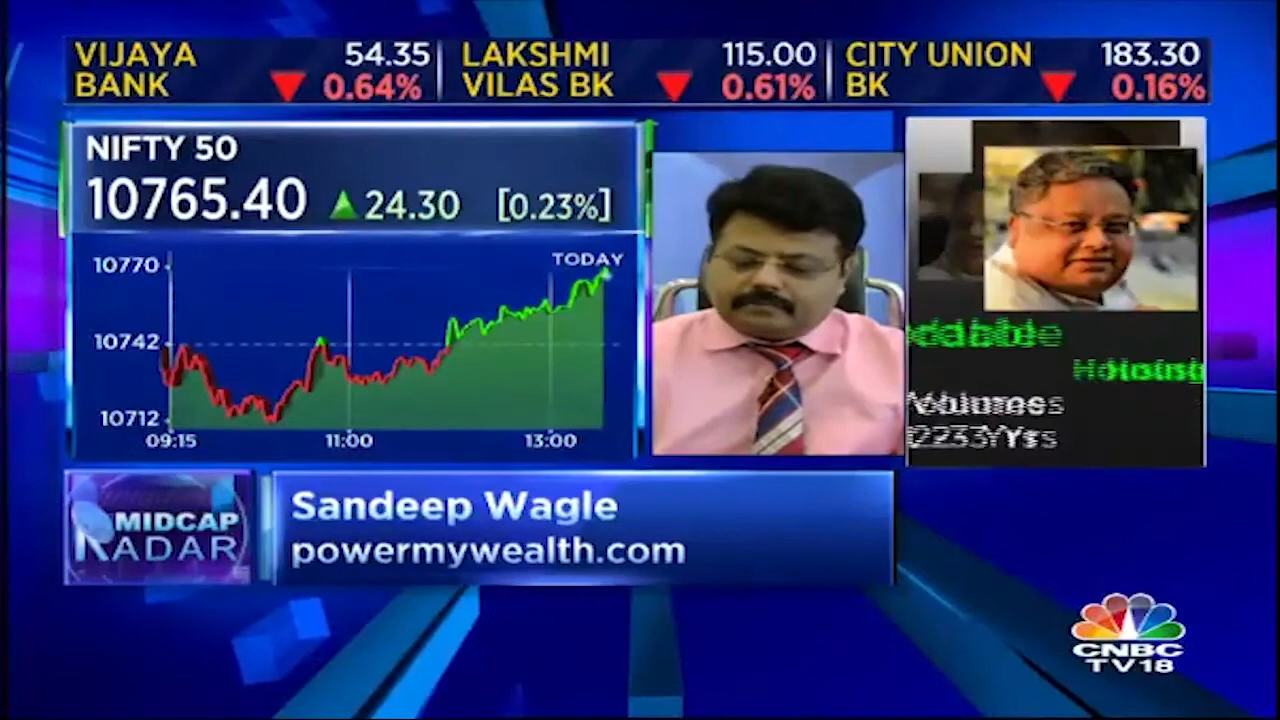 VIJAYA BANK 54.35 0.64%
LAKSHMI VILAS BK 115.00 0.61%
CITY UNION BK 183.30 0.16%
NIFTY 50
10765.40 24.30 [0.23%]
TODAY
10770
10742
10712
09:15 11:00 13:00
Volumes
MIDCAP
RADAR
Sandeep Wagle
powermywealth.com
CNBC
TV18